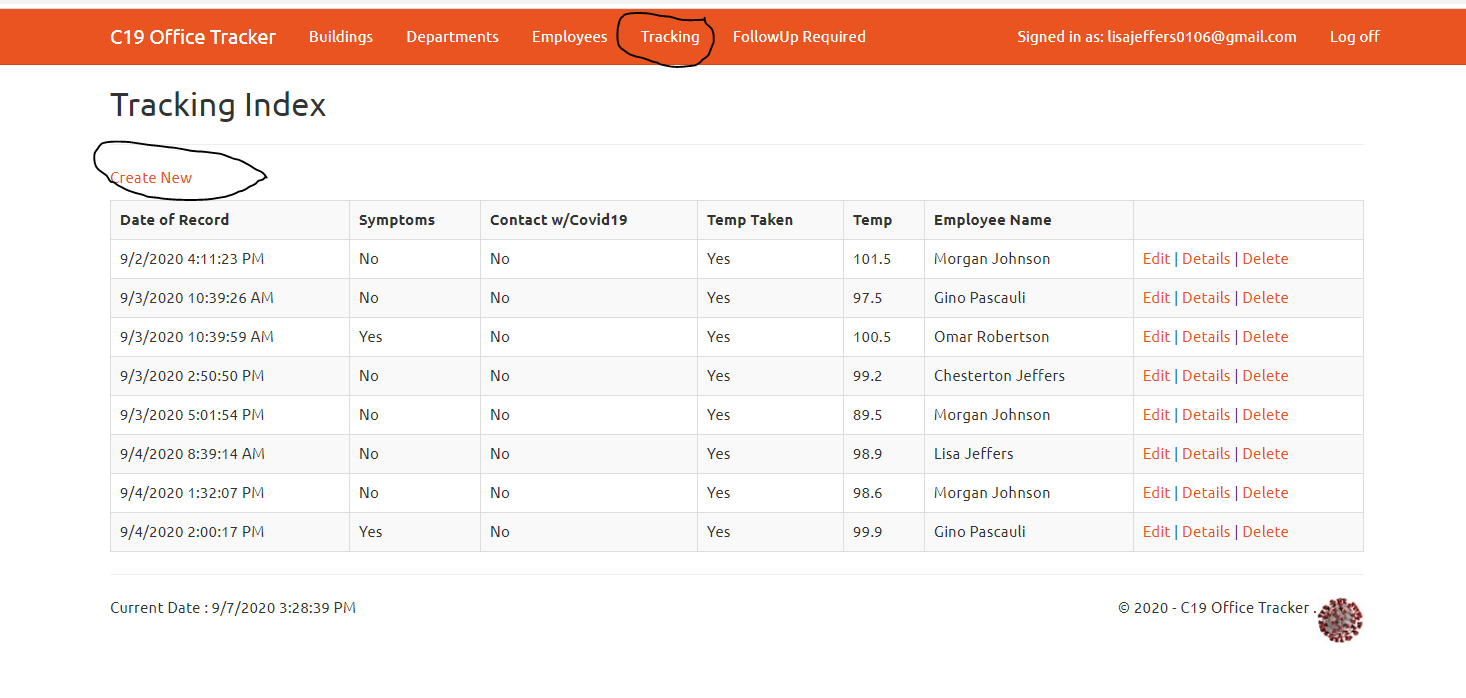 C19 Office Tracker Buildings Departments Employees Tracking FollowUp Required Signed in as: lisajeffers0106@gmail.com Log off
Tracking Index
Create New
Date of Record Symptoms Contact w/Covid19 Temp Taken Temp Employee Name
9/2/2020 4:11:23 PM No No Yes 101.5 Morgan Johnson Edit | Details | Delete
9/3/2020 10:39:26 AM No No Yes 97.5 Gino Pascauli Edit | Details | Delete
9/3/2020 10:39:59 AM Yes No Yes 100.5 Omar Robertson Edit | Details | Delete
9/3/2020 2:50:50 PM No No Yes 99.2 Chesterton Jeffers Edit | Details | Delete
9/3/2020 5:01:54 PM No No Yes 89.5 Morgan Johnson Edit | Details | Delete
9/4/2020 8:39:14 AM No No Yes 98.9 Lisa Jeffers Edit | Details | Delete
9/4/2020 1:32:07 PM No No Yes 98.6 Morgan Johnson Edit | Details | Delete
9/4/2020 2:00:17 PM Yes No Yes 99.9 Gino Pascauli Edit | Details | Delete
Current Date : 9/7/2020 3:28:39 PM © 2020 - C19 Office Tracker .